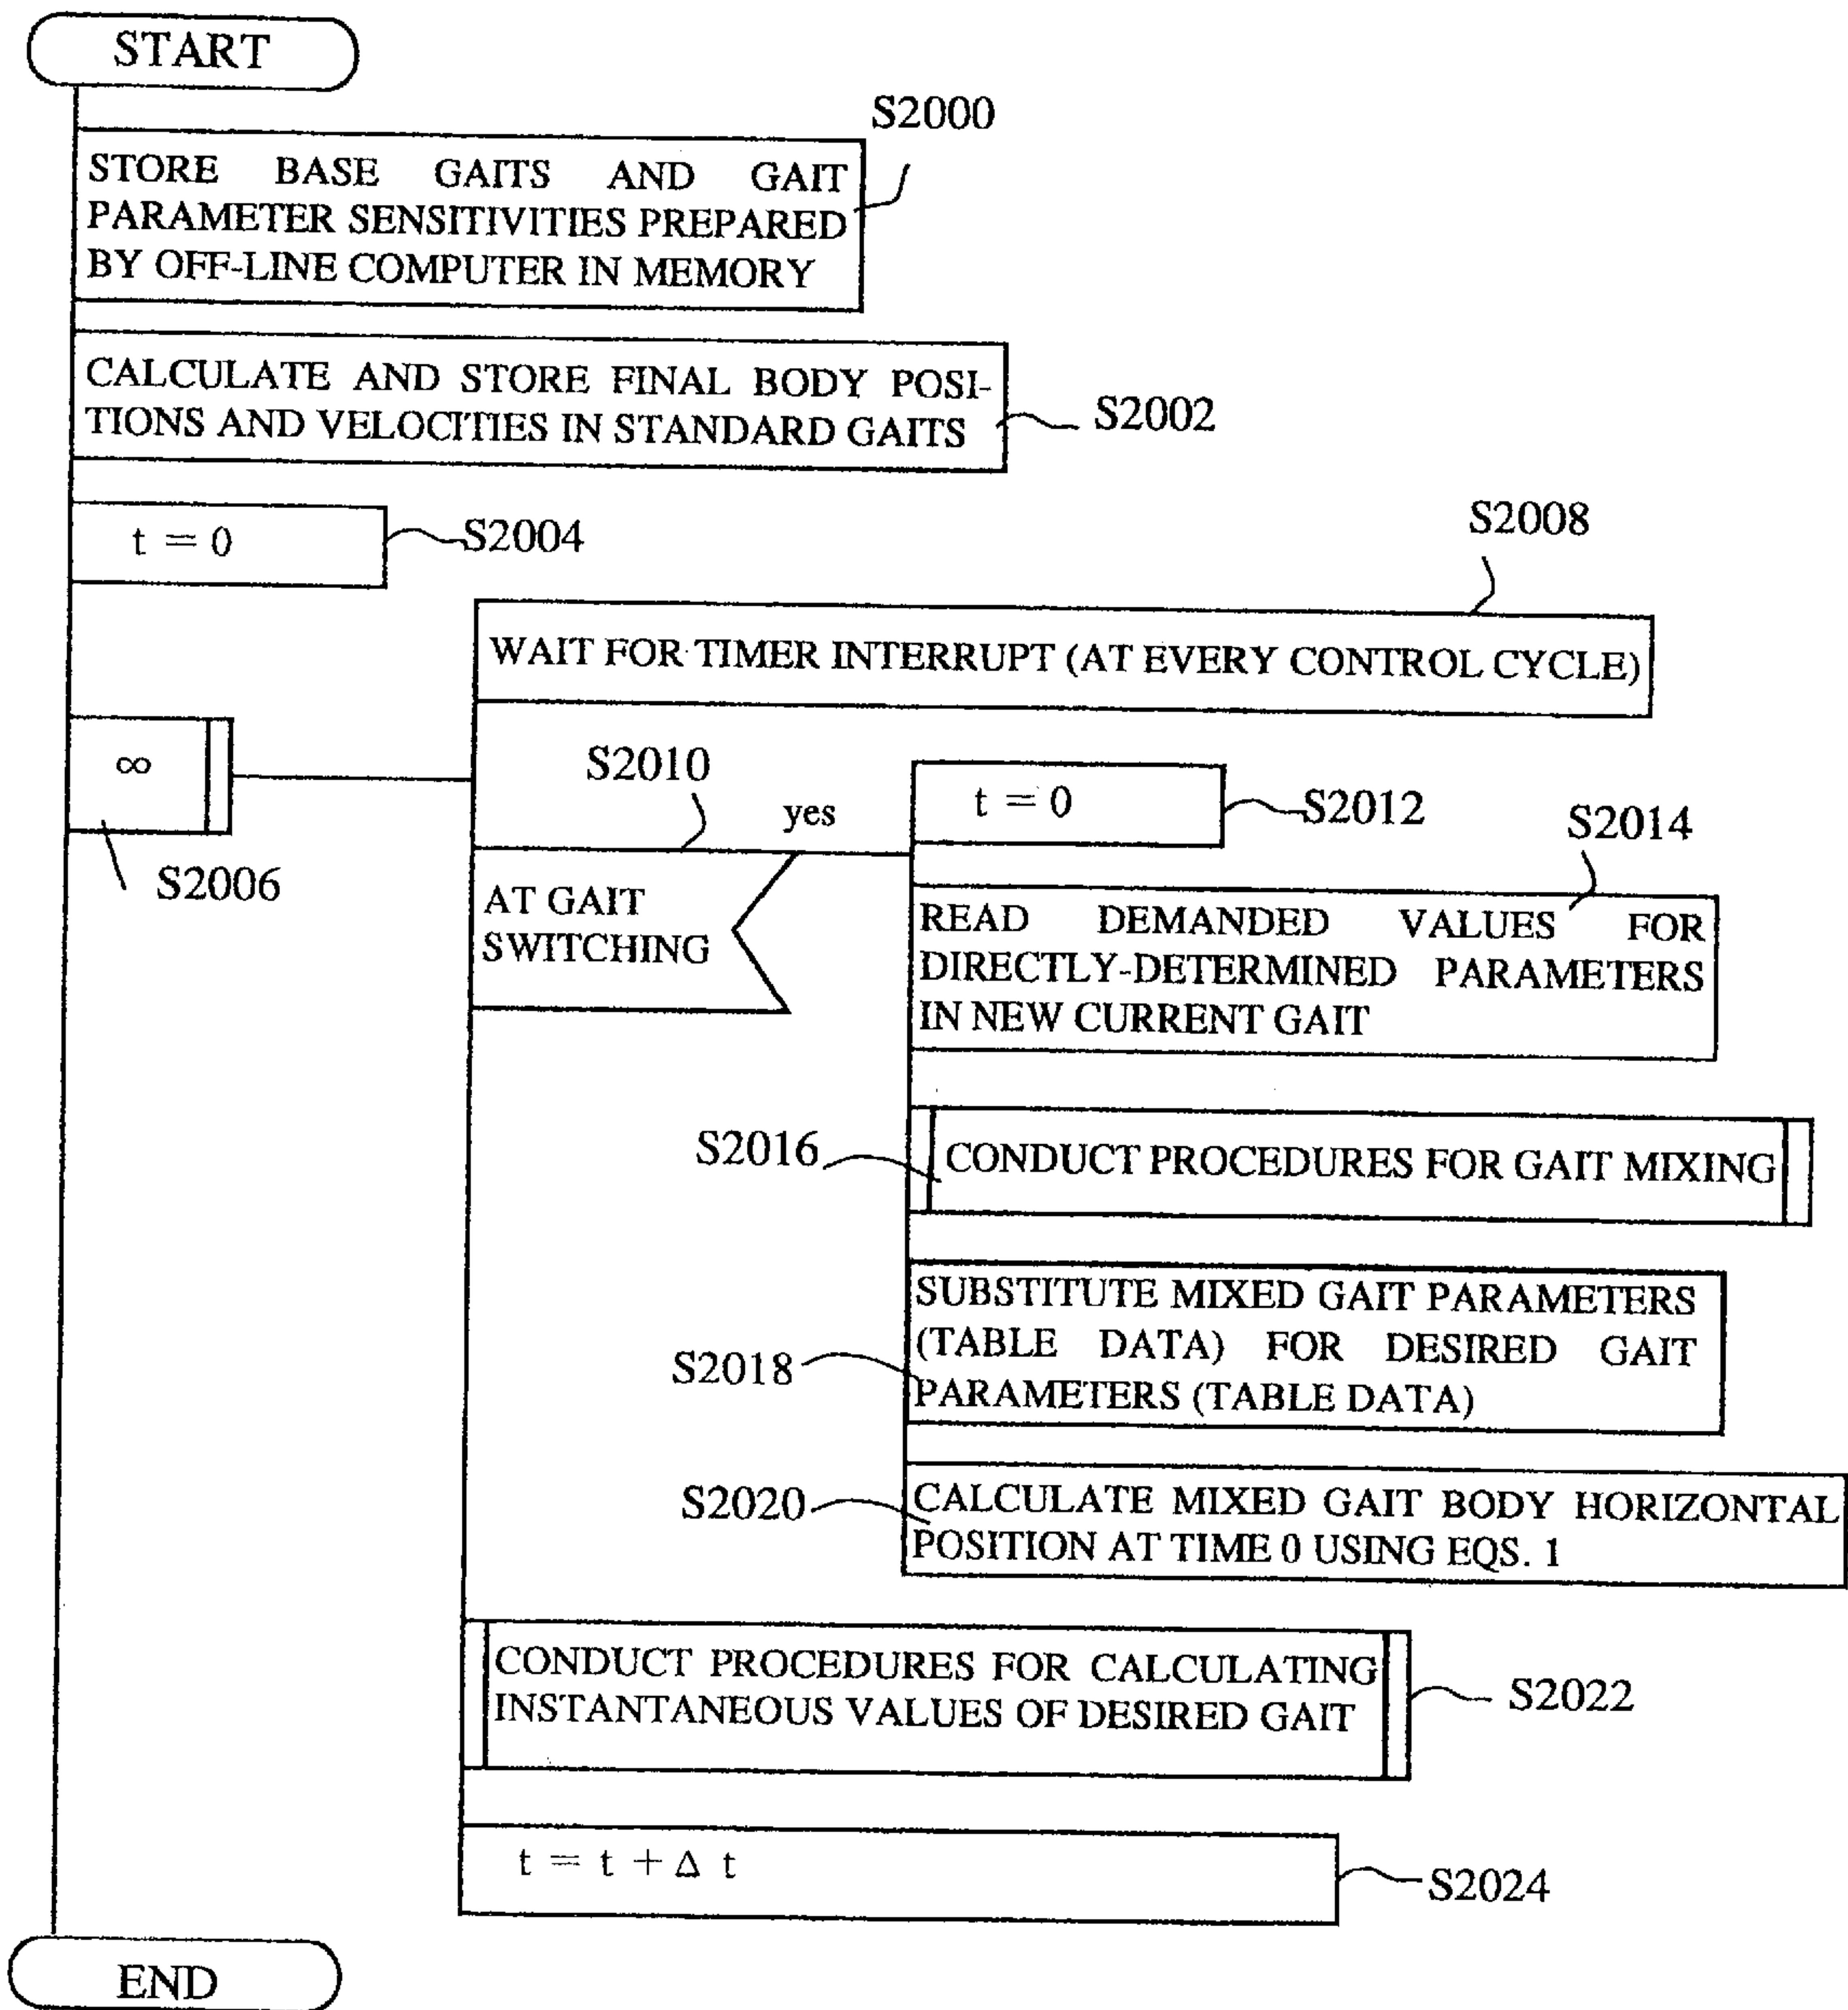 START
S2000
STORE BASE GAITS AND GAIT
PARAMETER SENSITIVITIES PREPARED
BY OFF-LINE COMPUTER IN MEMORY
CALCULATE AND STORE FINAL BODY POSI-
TIONS AND VELOCITIES IN STANDARD GAITS
S2002
t = 0
S2004
S2008
WAIT FOR TIMER INTERRUPT (AT EVERY CONTROL CYCLE)
∞
S2006
S2010
yes
AT GAIT
SWITCHING
t = 0
S2012
S2014
READ DEMANDED VALUES FOR
DIRECTLY-DETERMINED PARAMETERS
IN NEW CURRENT GAIT
S2016
CONDUCT PROCEDURES FOR GAIT MIXING
SUBSTITUTE MIXED GAIT PARAMETERS
(TABLE DATA) FOR DESIRED GAIT
PARAMETERS (TABLE DATA)
S2018
S2020
CALCULATE MIXED GAIT BODY HORIZONTAL
POSITION AT TIME 0 USING EQS. 1
CONDUCT PROCEDURES FOR CALCULATING
INSTANTANEOUS VALUES OF DESIRED GAIT
S2022
t = t + Δ t
S2024
END